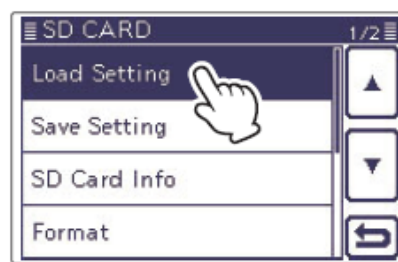 SD CARD
1/2
Load Setting
Save Setting
SD Card Info
Format